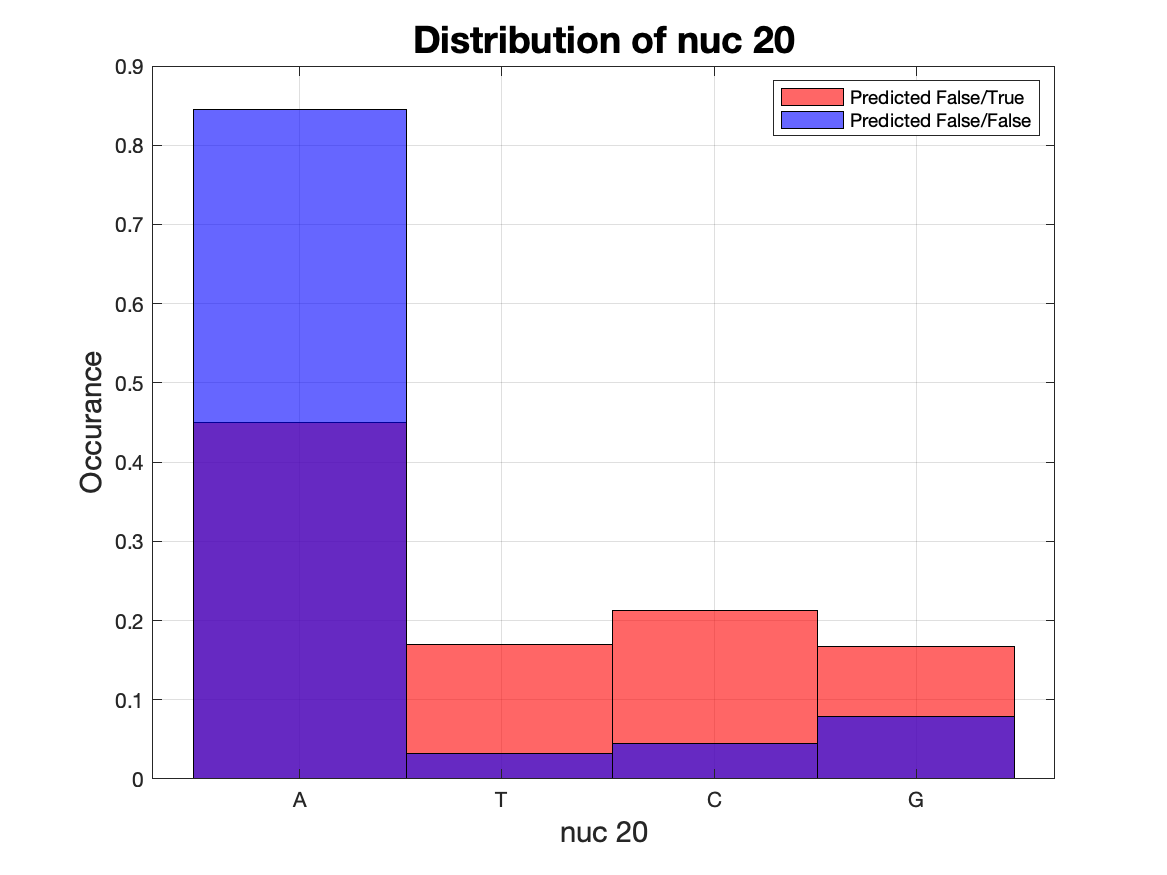 Distribution of nuc 20
Predicted False/True
Predicted False/False
Occurance
0.9
0.8
0.7
0.6
0.5
0.4
0.3
0.2
0.1
0
A T C G
nuc 20